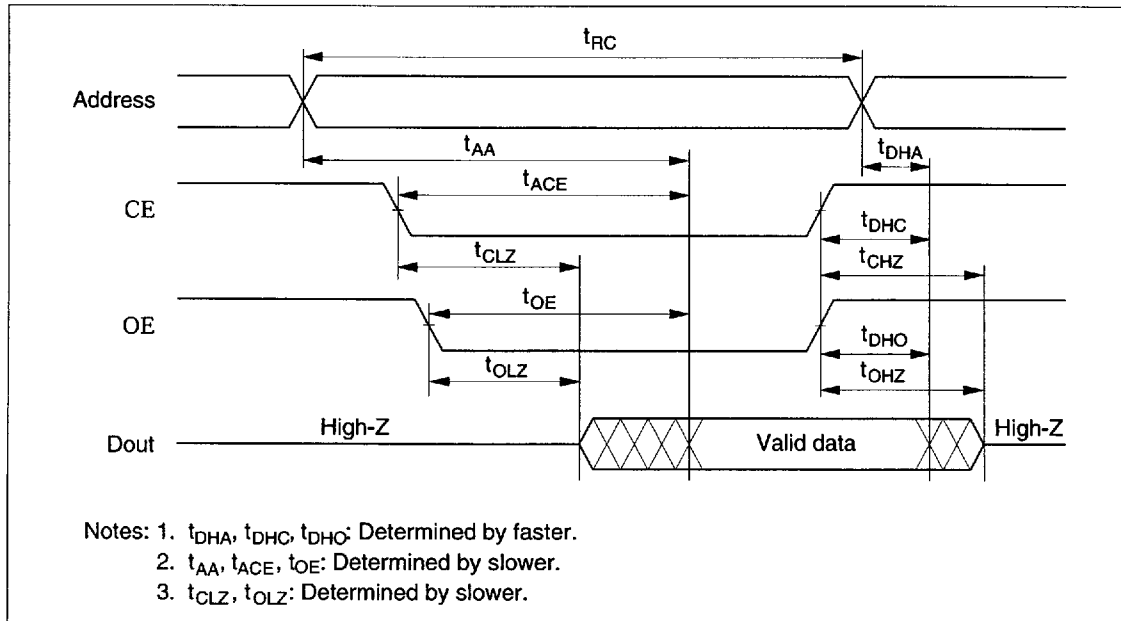 tRC
Address
tAA
tDHA
tACE
CE
tDHC
tCLZ
tCHZ
tOE
OE
tDHO
tOLZ
tOHZ
High-Z
Valid data
High-Z
Dout
Notes: 1. tDHA, tDHC, tDHO: Determined by faster.
2. tAA, tACE, tOE: Determined by slower.
3. tCLZ, tOLZ: Determined by slower.